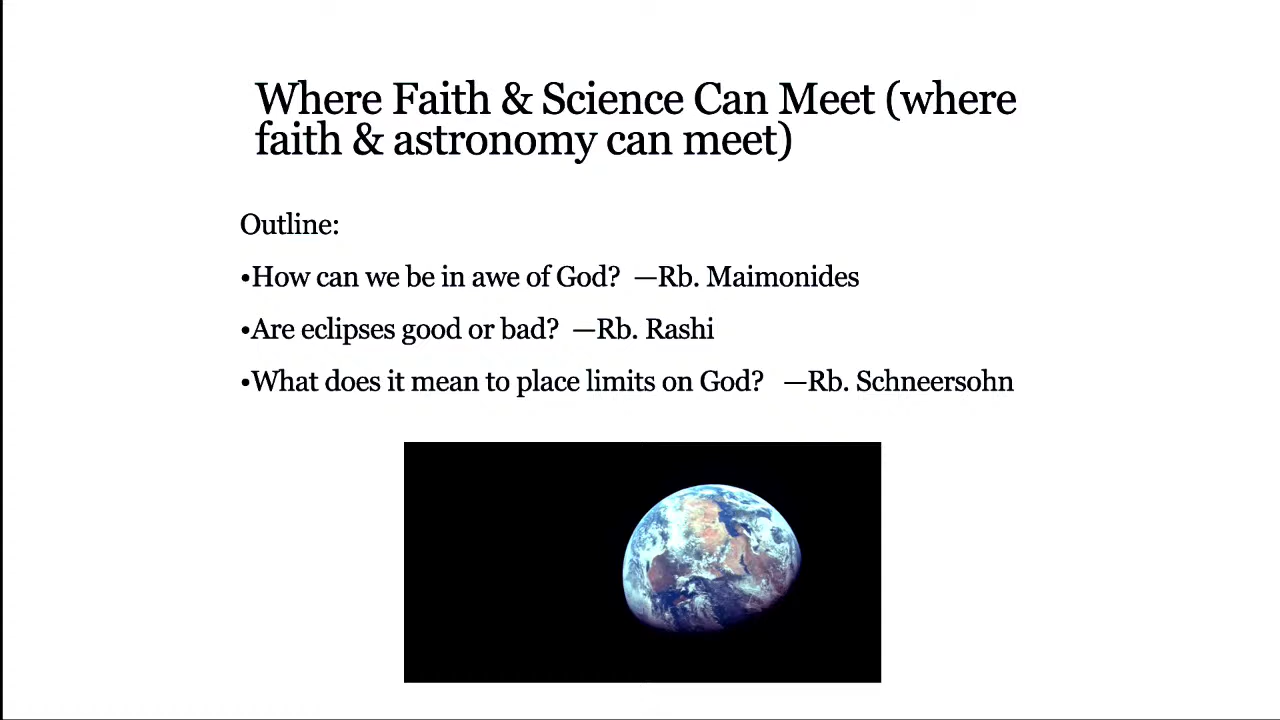 Where Faith & Science Can Meet (where
faith & astronomy can meet)
Outline:
•How can we be in awe of God?  —Rb. Maimonides
•Are eclipses good or bad?  —Rb. Rashi
•What does it mean to place limits on God?   —Rb. Schneersohn